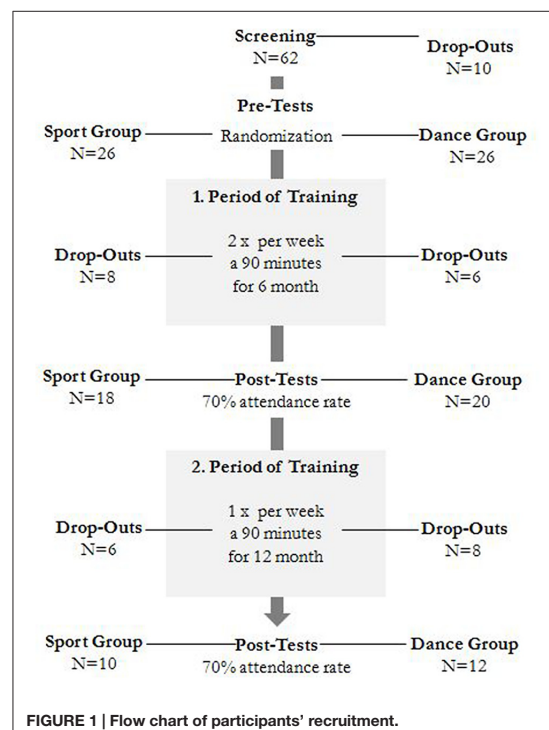 Screening
N=62
Drop-Outs
N=10
Pre-Tests
Sport Group
N=26
Randomization
Dance Group
N=26
1. Period of Training
Drop-Outs
N=8
2 x per week
a 90 minutes
for 6 month
Drop-Outs
N=6
Sport Group
N=18
Post-Tests
70% attendance rate
Dance Group
N=20
2. Period of Training
Drop-Outs
N=6
1 x per week
a 90 minutes
for 12 month
Drop-Outs
N=8
Sport Group
N=10
Post-Tests
70% attendance rate
Dance Group
N=12
FIGURE 1 | Flow chart of participants' recruitment.